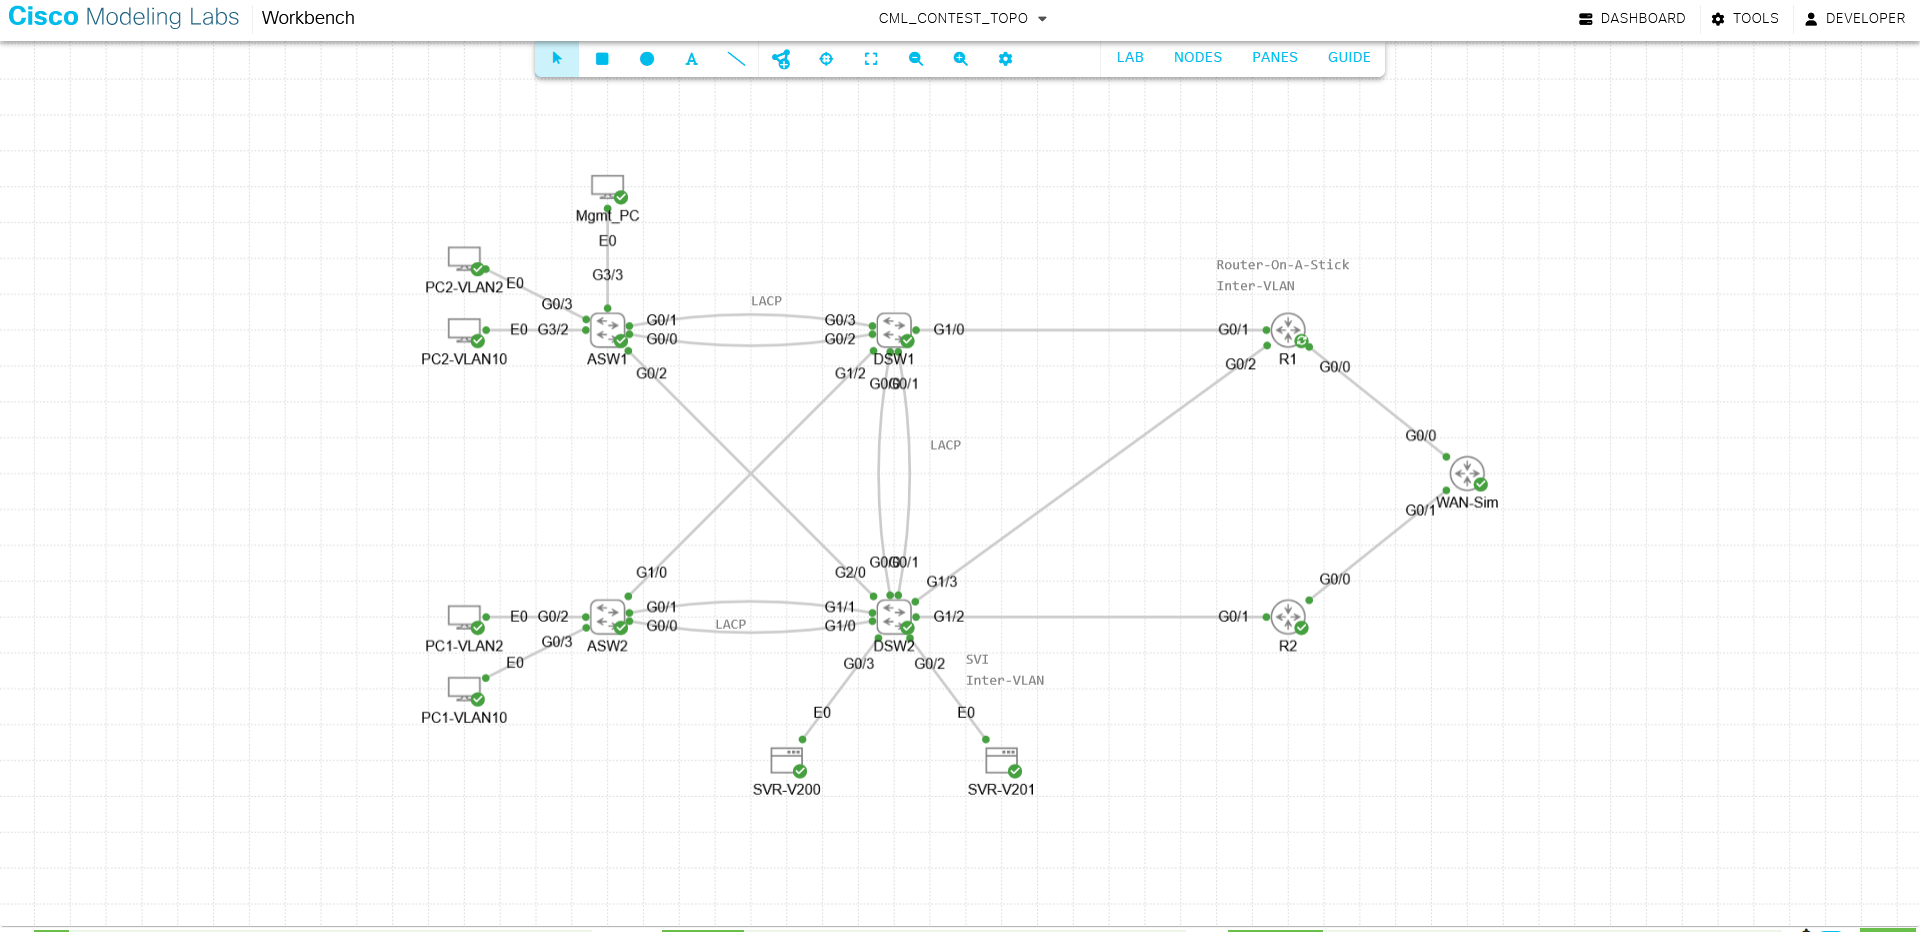 Cisco Modeling Labs Workbench CML_CONTEST_TOPO DASHBOARD TOOLS DEVELOPER
A LAB NODES PANES GUIDE
Mgmt_PC
E0
G3/3
PC2-VLAN2 E0
G0/3
PC2-VLAN10 E0 G3/2
ASW1 G0/1
G0/0
G0/2
LACP
G0/3
G0/2
G1/2
DSW1 G1/0
G0/0 G0/1
LACP
Router-On-A-Stick
Inter-VLAN
G0/1
G0/2
R1
G0/0
G0/0
WAN-Sim
G0/1
G0/0
G0/0 G0/1
G1/0
G2/0
G1/3
PC1-VLAN2 E0 G0/2
G0/3
E0
PC1-VLAN10
ASW2 G0/1
G0/0
LACP
G1/1
G1/0
DSW2 G1/2
G0/1
R2
G0/3
G0/2
SVI
Inter-VLAN
E0
E0
SVR-V200
SVR-V201